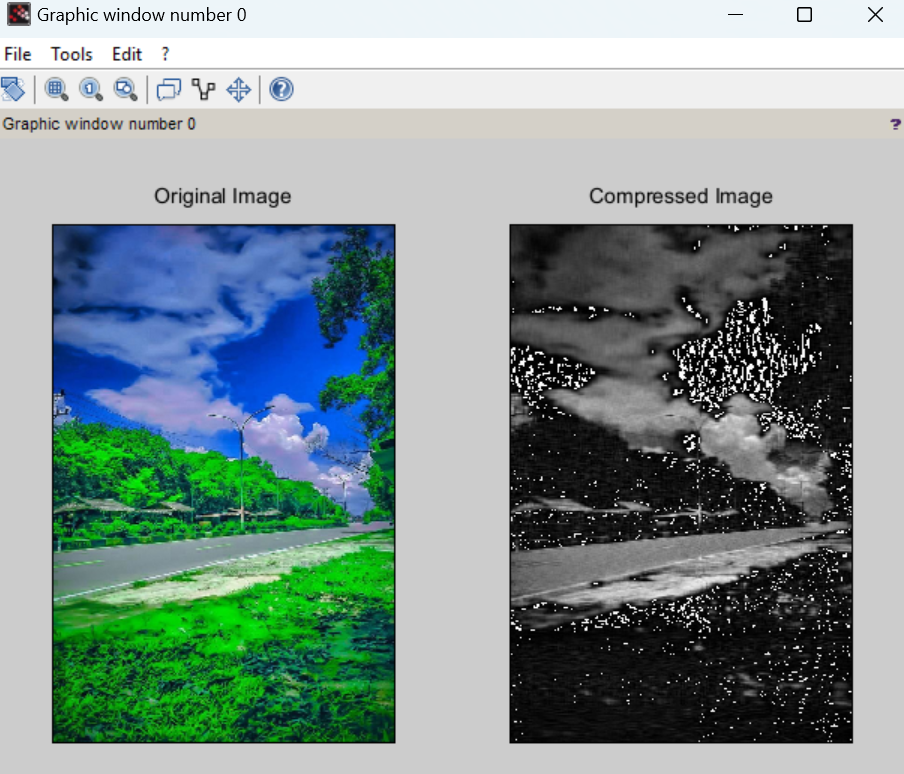 Graphic window number 0
File Tools Edit ?
Graphic window number 0 ?
Original Image Compressed Image